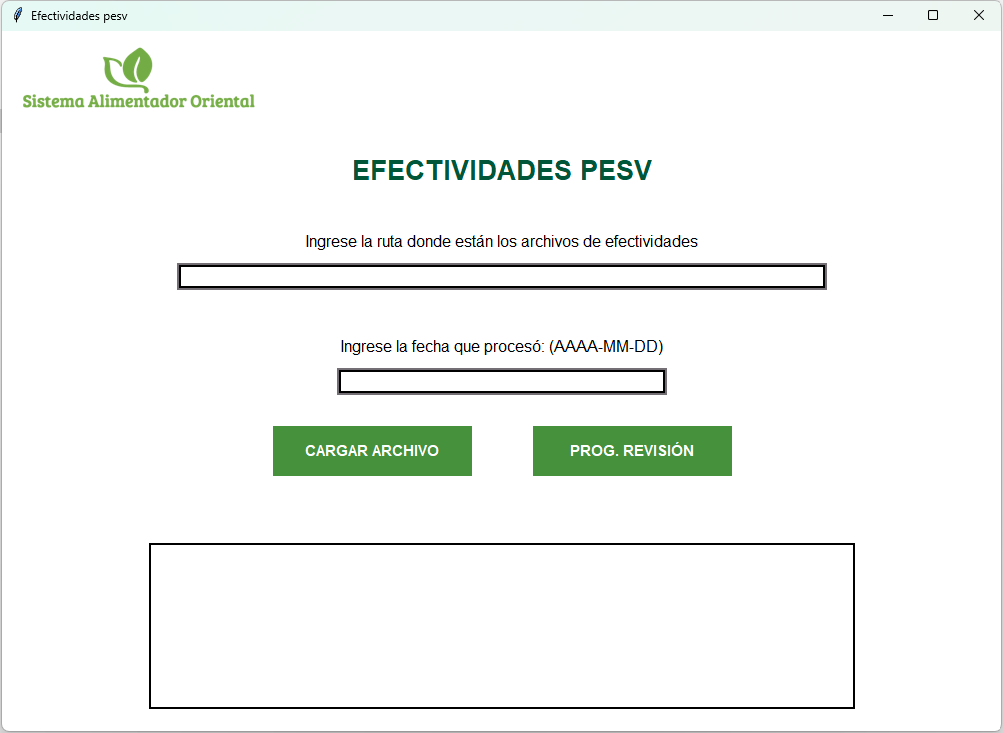 Efectividades pesv
Sistema Alimentador Oriental
EFECTIVIDADES PESV
Ingrese la ruta donde están los archivos de efectividades
Ingrese la fecha que procesó: (AAAA-MM-DD)
CARGAR ARCHIVO
PROG. REVISIÓN